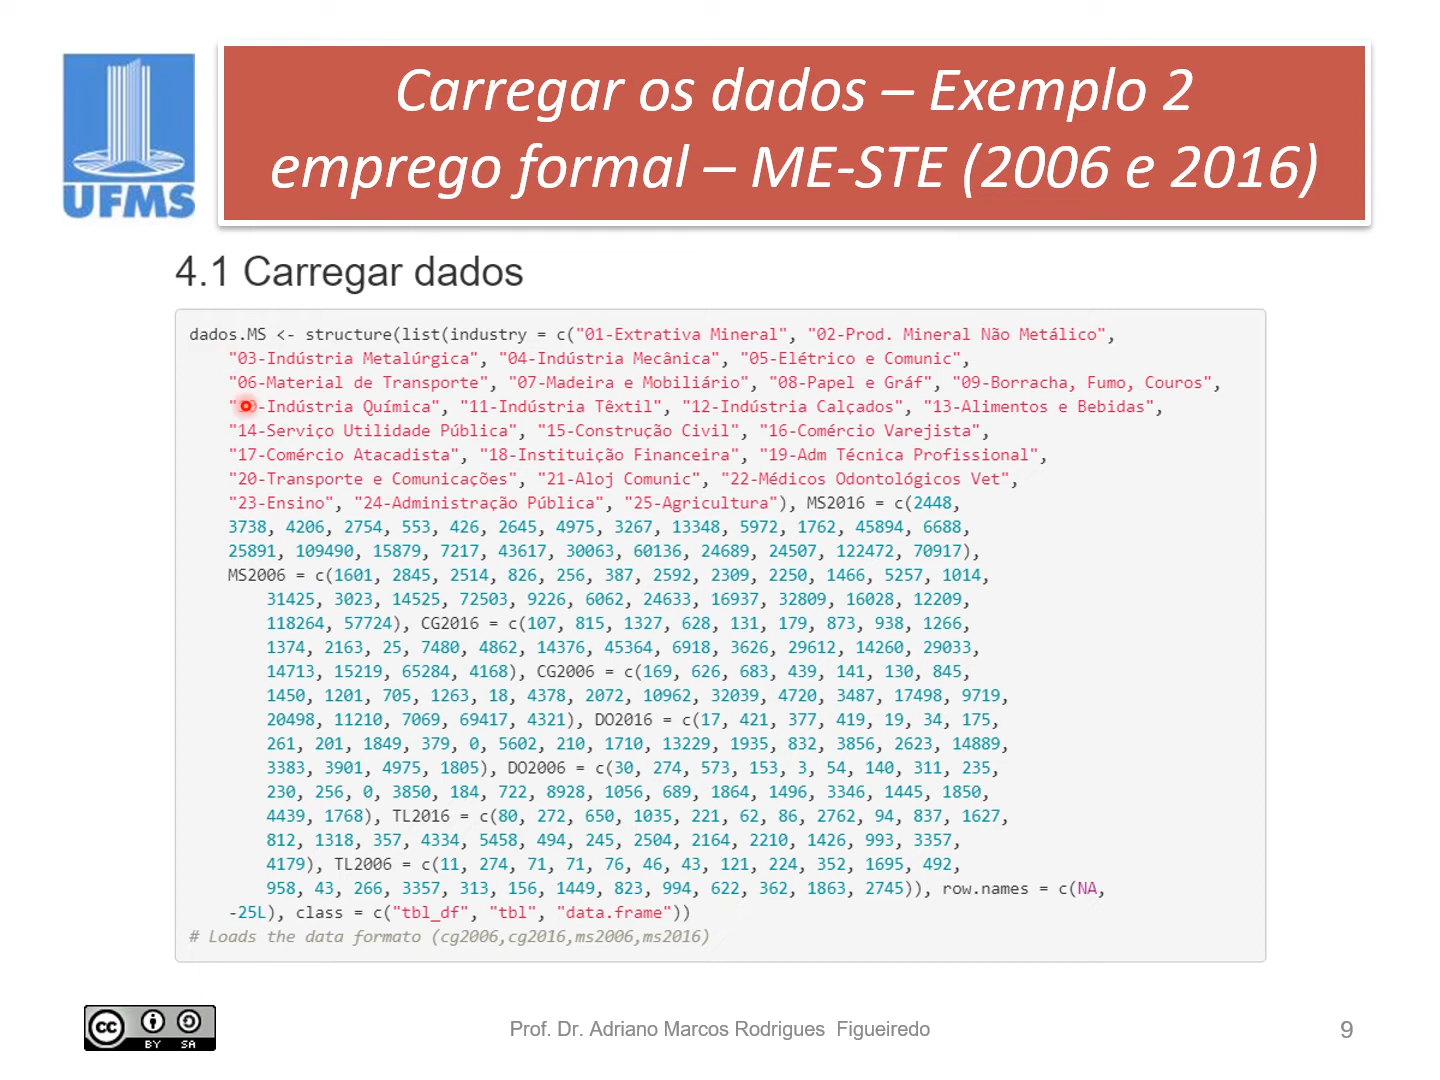 UFMS
Carregar os dados – Exemplo 2
emprego formal – ME-STE (2006 e 2016)
4.1 Carregar dados
dados.MS <- structure(list(industry = c("01-Extrativa Mineral", "02-Prod. Mineral Não Metálico",
"03-Indústria Metalúrgica", "04-Indústria Mecânica", "05-Elétrico e Comunic",
"06-Material de Transporte", "07-Madeira e Mobiliário", "08-Papel e Gráf", "09-Borracha, Fumo, Couros",
-Indústria Química", "11-Indústria Têxtil", "12-Indústria Calçados", "13-Alimentos e Bebidas",
"14-Serviço Utilidade Pública", "15-Construção Civil", "16-Comércio Varejista",
"17-Comércio Atacadista", "18-Instituição Financeira", "19-Adm Técnica Profissional",
"20-Transporte e Comunicações", "21-Aloj Comunic", "22-Médicos Odontológicos Vet",
"23-Ensino", "24-Administração Pública", "25-Agricultura"), MS2016 = c(2448,
3738, 4206, 2754, 553, 426, 2645, 4975, 3267, 13348, 5972, 1762, 45894, 6688,
25891, 109490, 15879, 7217, 43617, 30063, 60136, 24689, 24507, 122472, 70917),
MS2006 = c(1601, 2845, 2514, 826, 256, 387, 2592, 2309, 2250, 1466, 5257, 1014,
31425, 3023, 14525, 72503, 9226, 6062, 24633, 16937, 32809, 16028, 12209,
118264, 57724), CG2016 = c(107, 815, 1327, 628, 131, 179, 873, 938, 1266,
1374, 2163, 25, 7480, 4862, 14376, 45364, 6918, 3626, 29612, 14260, 29033,
14713, 15219, 65284, 4168), CG2006 = c(169, 626, 683, 439, 141, 130, 845,
1450, 1201, 705, 1263, 18, 4378, 2072, 10962, 32039, 4720, 3487, 17498, 9719,
20498, 11210, 7069, 69417, 4321), DO2016 = c(17, 421, 377, 419, 19, 34, 175,
261, 201, 1849, 379, 0, 5602, 210, 1710, 13229, 1935, 832, 3856, 2623, 14889,
3383, 3901, 4975, 1805), DO2006 = c(30, 274, 573, 153, 3, 54, 140, 311, 235,
230, 256, 0, 3850, 184, 722, 8928, 1056, 689, 1864, 1496, 3346, 1445, 1850,
4439, 1768), TL2016 = c(80, 272, 650, 1035, 221, 62, 86, 2762, 94, 837, 1627,
812, 1318, 357, 4334, 5458, 494, 245, 2504, 2164, 2210, 1426, 993, 3357,
4179), TL2006 = c(11, 274, 71, 71, 76, 46, 43, 121, 224, 352, 1695, 492,
958, 43, 266, 3357, 313, 156, 1449, 823, 994, 622, 362, 1863, 2745)), row.names = c(NA,
-25L), class = c("tbl_df", "tbl", "data.frame"))
# Loads the data formato (cg2006,cg2016,ms2006,ms2016)
cc BY SA
Prof. Dr. Adriano Marcos Rodrigues Figueiredo
9